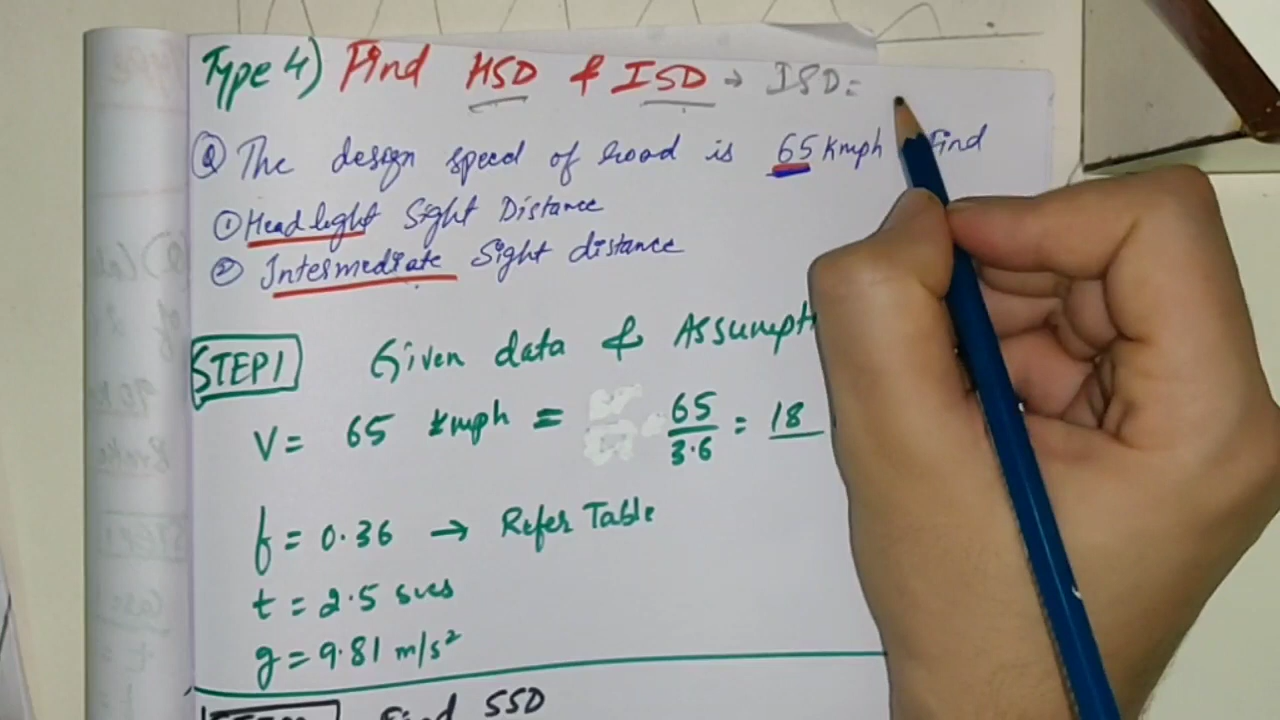 Type 4) Find HSD & ISD → ISD=
Q The design speed of road is 65 Kmph Find
① Headlight Sight Distance
② Intermediate Sight distance
STEP1 Given data & Assumpt
V = 65 kmph = 65/3.6 = 18
f = 0.36 → Refer Table
t = 2.5 secs
g = 9.81 m/s²
Find SSD